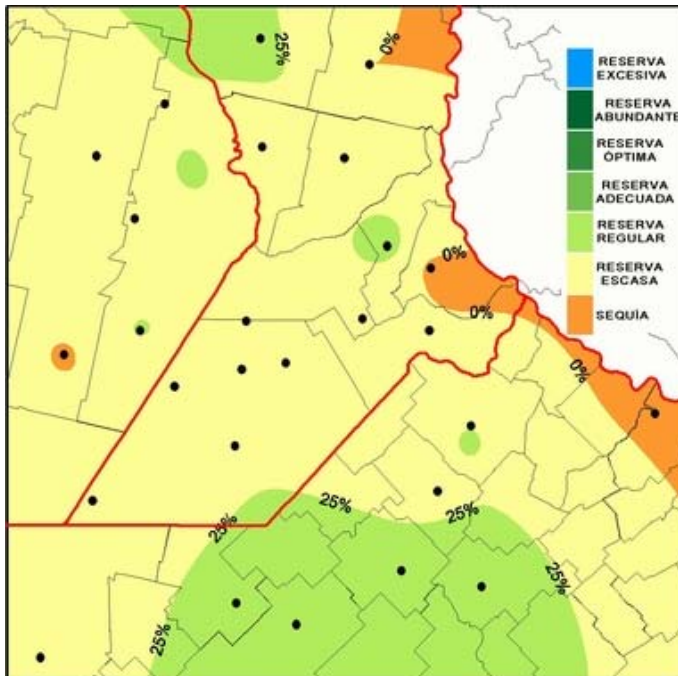 25%
0%
RESERVA
EXCESIVA
RESERVA
ABUNDANTE
RESERVA
ÓPTIMA
RESERVA
ADECUADA
RESERVA
REGULAR
RESERVA
ESCASA
SEQUÌA
0%
0%
0%
25%
25%
25%
25%
25%